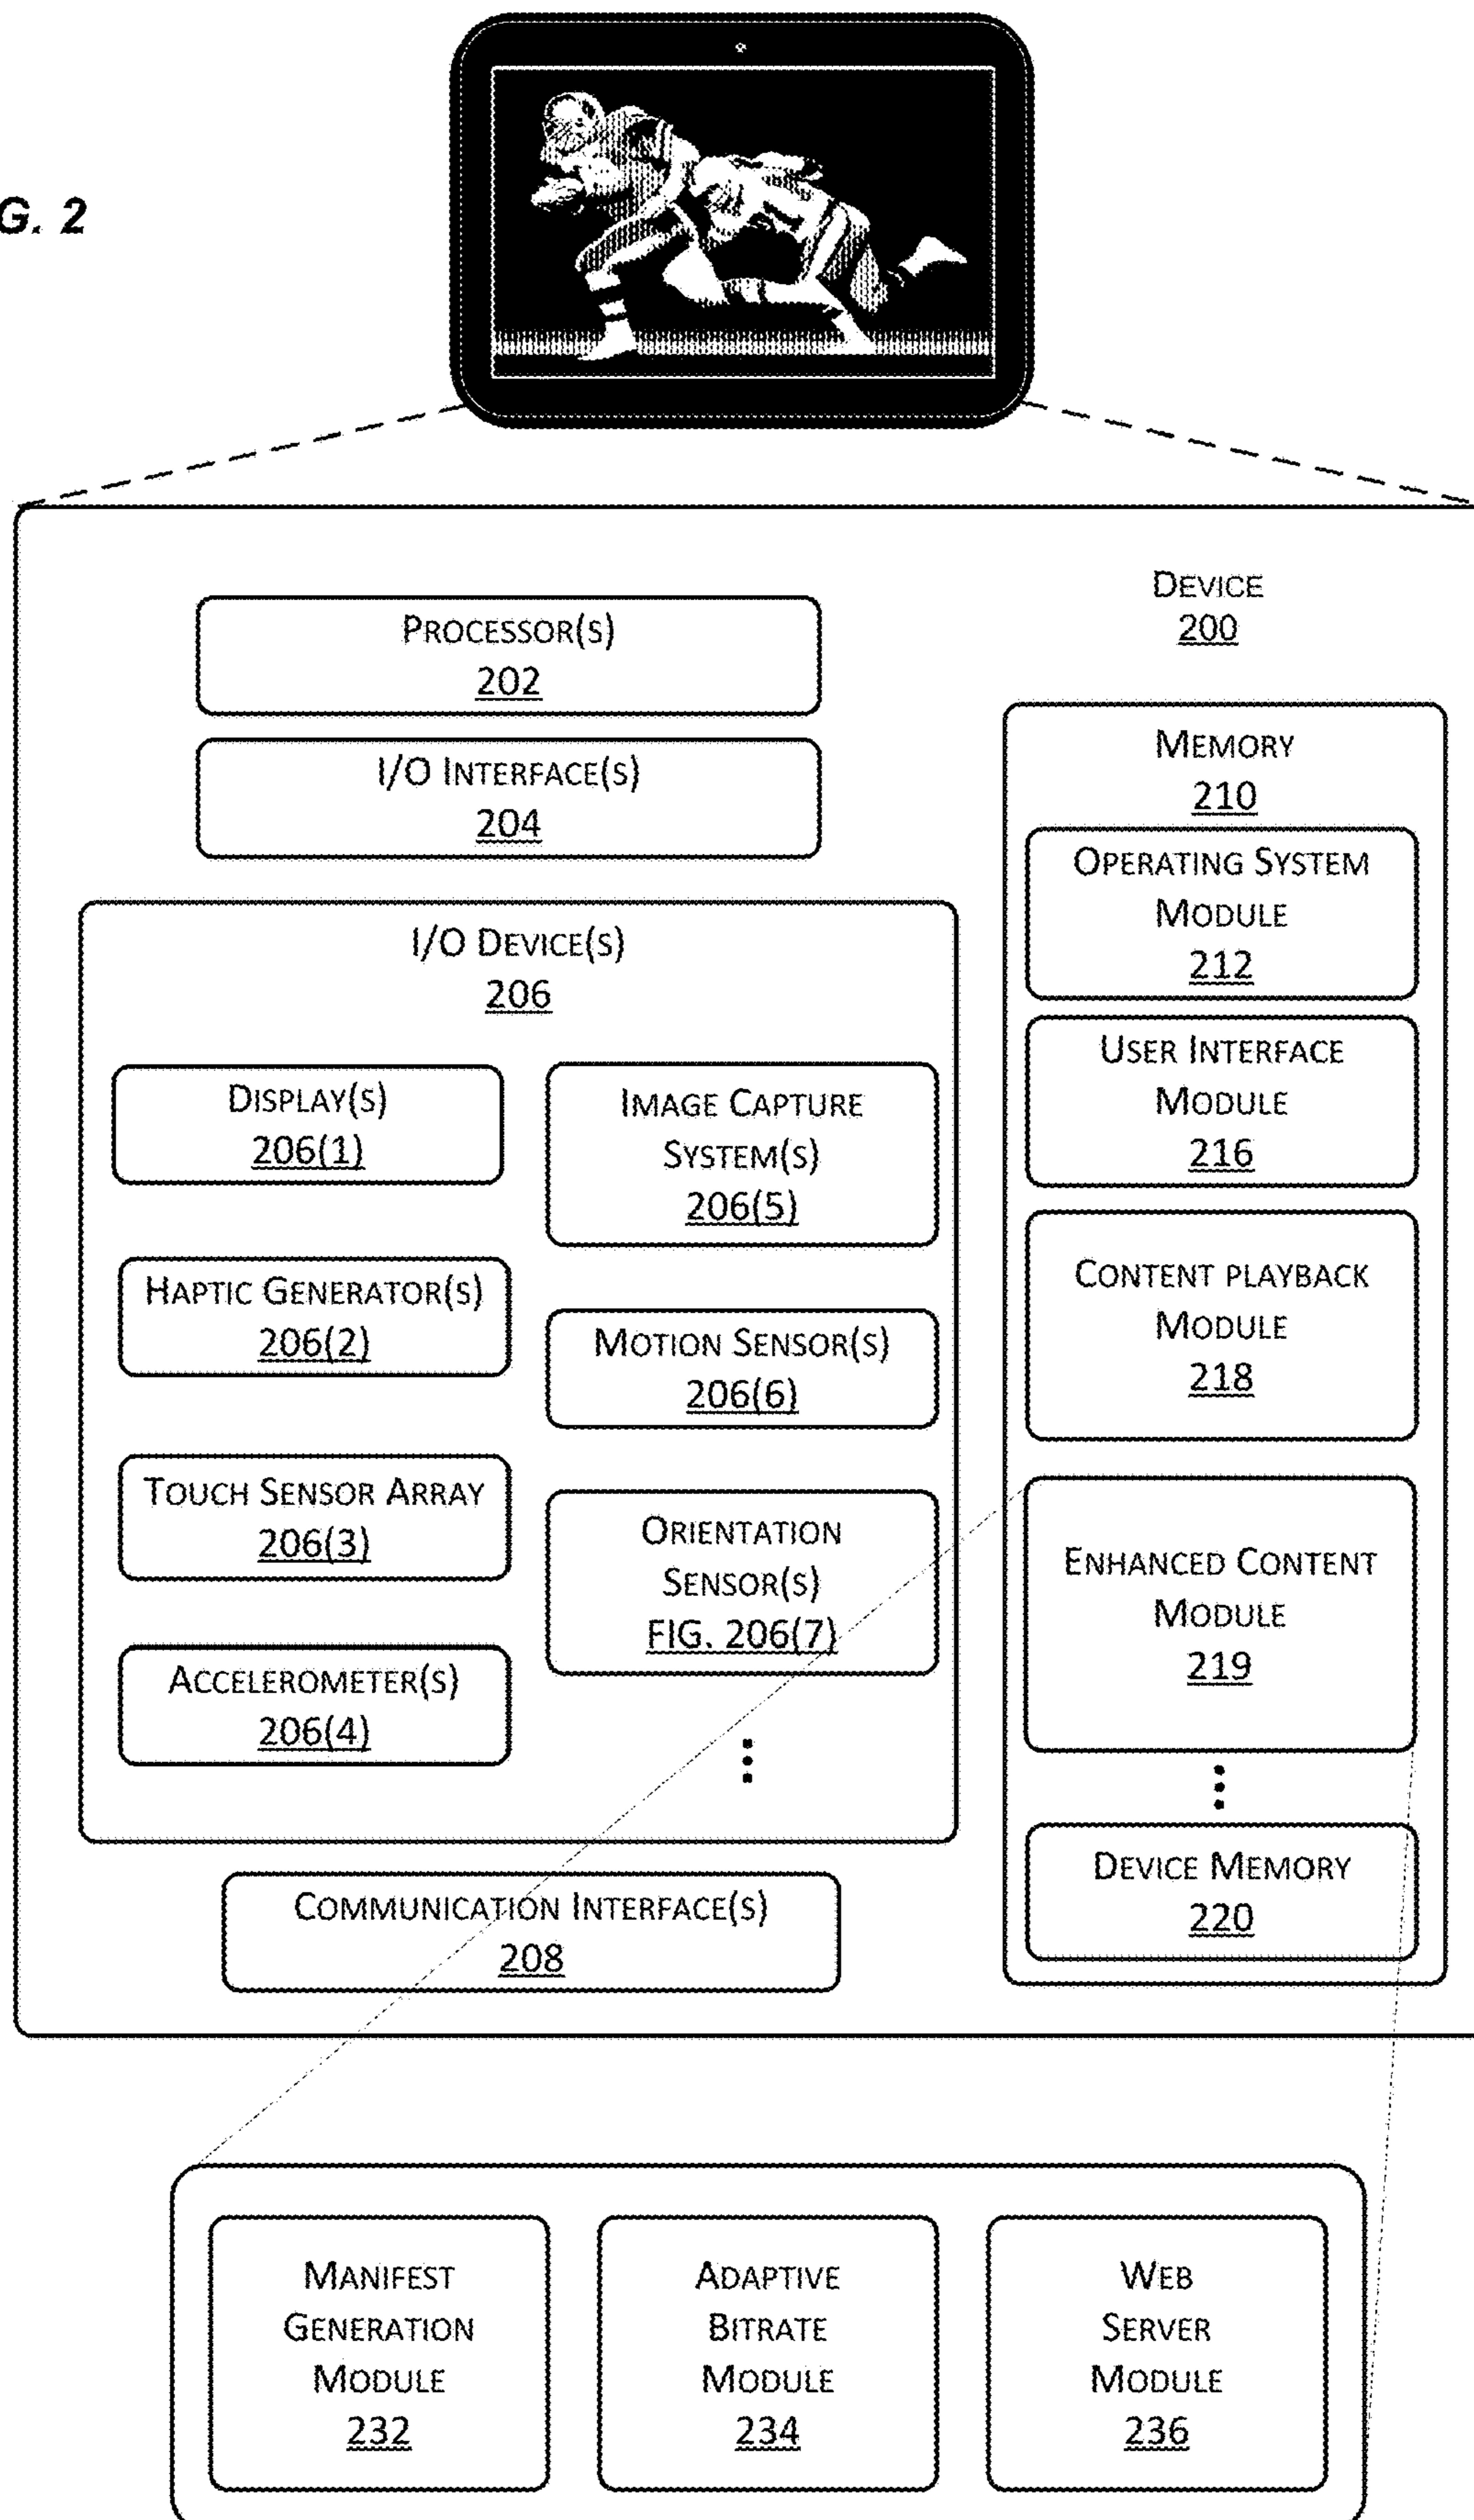 G. 2
DEVICE
200
PROCESSOR(S)
202
I/O INTERFACE(S)
204
I/O DEVICE(S)
206
DISPLAY(S)
206(1)
HAPTIC GENERATOR(S)
206(2)
TOUCH SENSOR ARRAY
206(3)
ACCELEROMETER(S)
206(4)
IMAGE CAPTURE
SYSTEM(S)
206(5)
MOTION SENSOR(S)
206(6)
ORIENTATION
SENSOR(S)
FIG. 206(7)
COMMUNICATION INTERFACE(S)
208
MEMORY
210
OPERATING SYSTEM
MODULE
212
USER INTERFACE
MODULE
216
CONTENT PLAYBACK
MODULE
218
ENHANCED CONTENT
MODULE
219
DEVICE MEMORY
220
MANIFEST
GENERATION
MODULE
232
ADAPTIVE
BITRATE
MODULE
234
WEB
SERVER
MODULE
236